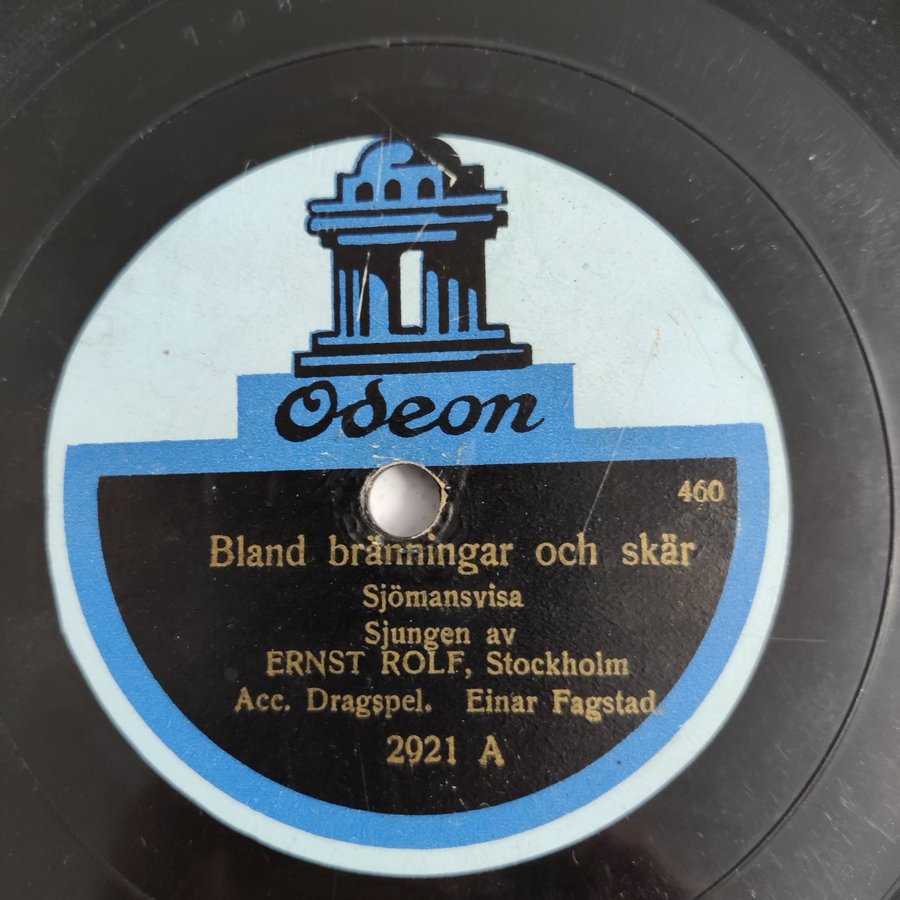 Odeon
460
Bland bränningar och skär
Sjömansvisa
Sjungen av
ERNST ROLF, Stockholm
Acc. Dragspel. Einar Fagstad.
2921 A